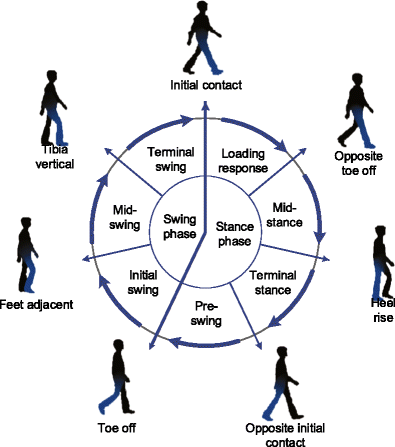 Initial contact
Tibia
vertical
Terminal
swing
Loading
response
Opposite
toe off
Mid-
swing
Swing
phase
Stance
phase
Mid-
stance
Feet adjacent
Initial
swing
Pre-
swing
Terminal
stance
Heel
rise
Toe off
Opposite initial
contact